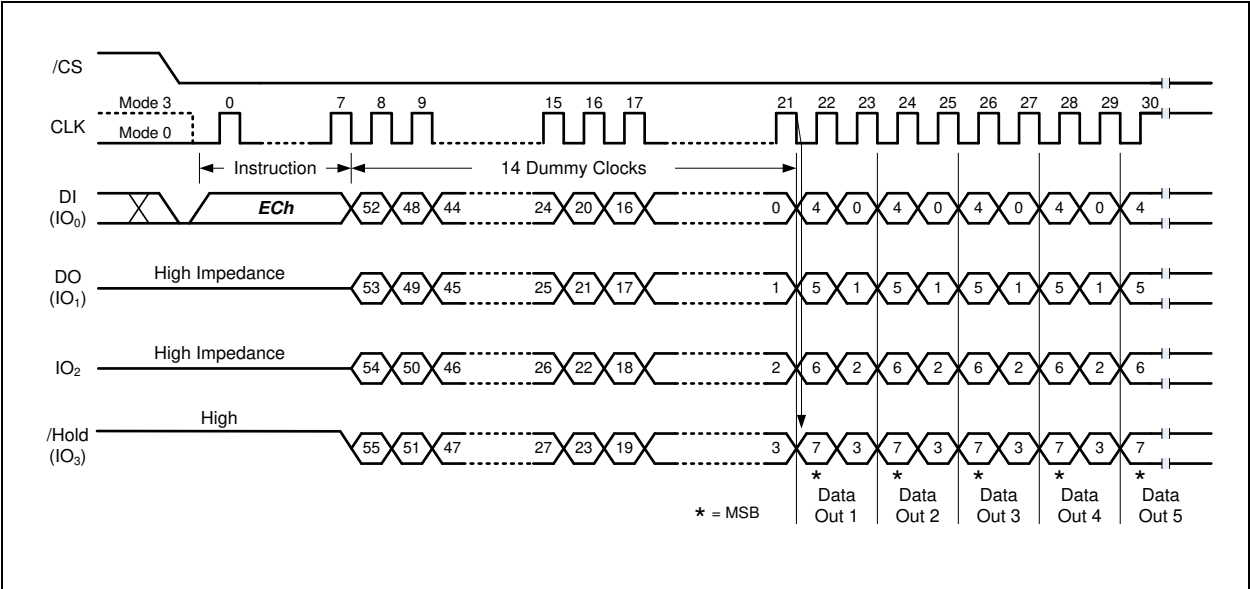 /CS
Mode 3 0 7 8 9 15 16 17 21 22 23 24 25 26 27 28 29 30
CLK
Mode 0
Instruction 14 Dummy Clocks
DI
(IO0)
ECh 52 48 44 24 20 16 0 4 0 4 0 4 0 4 0 4
DO
(IO1)
High Impedance 53 49 45 25 21 17 1 5 1 5 1 5 1 5 1 5
IO2
High Impedance 54 50 46 26 22 18 2 6 2 6 2 6 2 6 2 6
/Hold
(IO3)
High 55 51 47 27 23 19 3 7 3 7 3 7 3 7 3 7
* * * * *
* = MSB
Data
Out 1
Data
Out 2
Data
Out 3
Data
Out 4
Data
Out 5